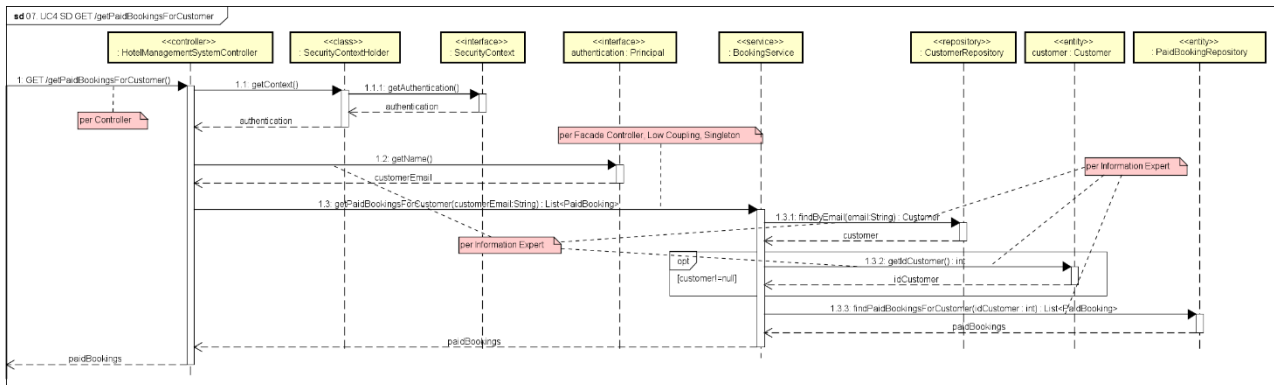 sd 07. UC4 SD GET /getPaidBookingsForCustomer
<<controller>>
: HotelManagementSystemController
<<class>>
: SecurityContextHolder
<<interface>>
: SecurityContext
<<interface>>
authentication : Principal
<<service>>
: BookingService
<<repository>>
: CustomerRepository
<<entity>>
customer : Customer
<<entity>>
: PaidBookingRepository
1: GET /getPaidBookingsForCustomer()
1.1: getContext()
1.1.1: getAuthentication()
authentication
per Controller
authentication
per Facade Controller, Low Coupling, Singleton
1.2: getName()
per Information Expert
customerEmail
1.3: getPaidBookingsForCustomer(customerEmail:String) : List<PaidBooking>
1.3.1: findByEmail(email:String) : Customer
customer
per Information Expert
opt
1.3.2: getIdCustomer() : int
[customer!=null]
idCustomer
1.3.3: findPaidBookingsForCustomer(idCustomer : int) : List<PaidBooking>
paidBookings
paidBookings
paidBookings